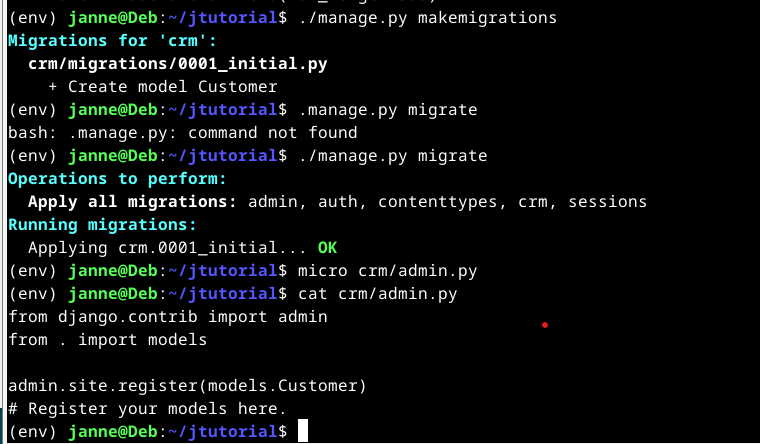 (env) janne@Deb:~/jtutorial$ ./manage.py makemigrations
Migrations for 'crm':
  crm/migrations/0001_initial.py
    + Create model Customer
(env) janne@Deb:~/jtutorial$ .manage.py migrate
bash: .manage.py: command not found
(env) janne@Deb:~/jtutorial$ ./manage.py migrate
Operations to perform:
  Apply all migrations: admin, auth, contenttypes, crm, sessions
Running migrations:
  Applying crm.0001_initial... OK
(env) janne@Deb:~/jtutorial$ micro crm/admin.py
(env) janne@Deb:~/jtutorial$ cat crm/admin.py
from django.contrib import admin
from . import models

admin.site.register(models.Customer)
# Register your models here.
(env) janne@Deb:~/jtutorial$